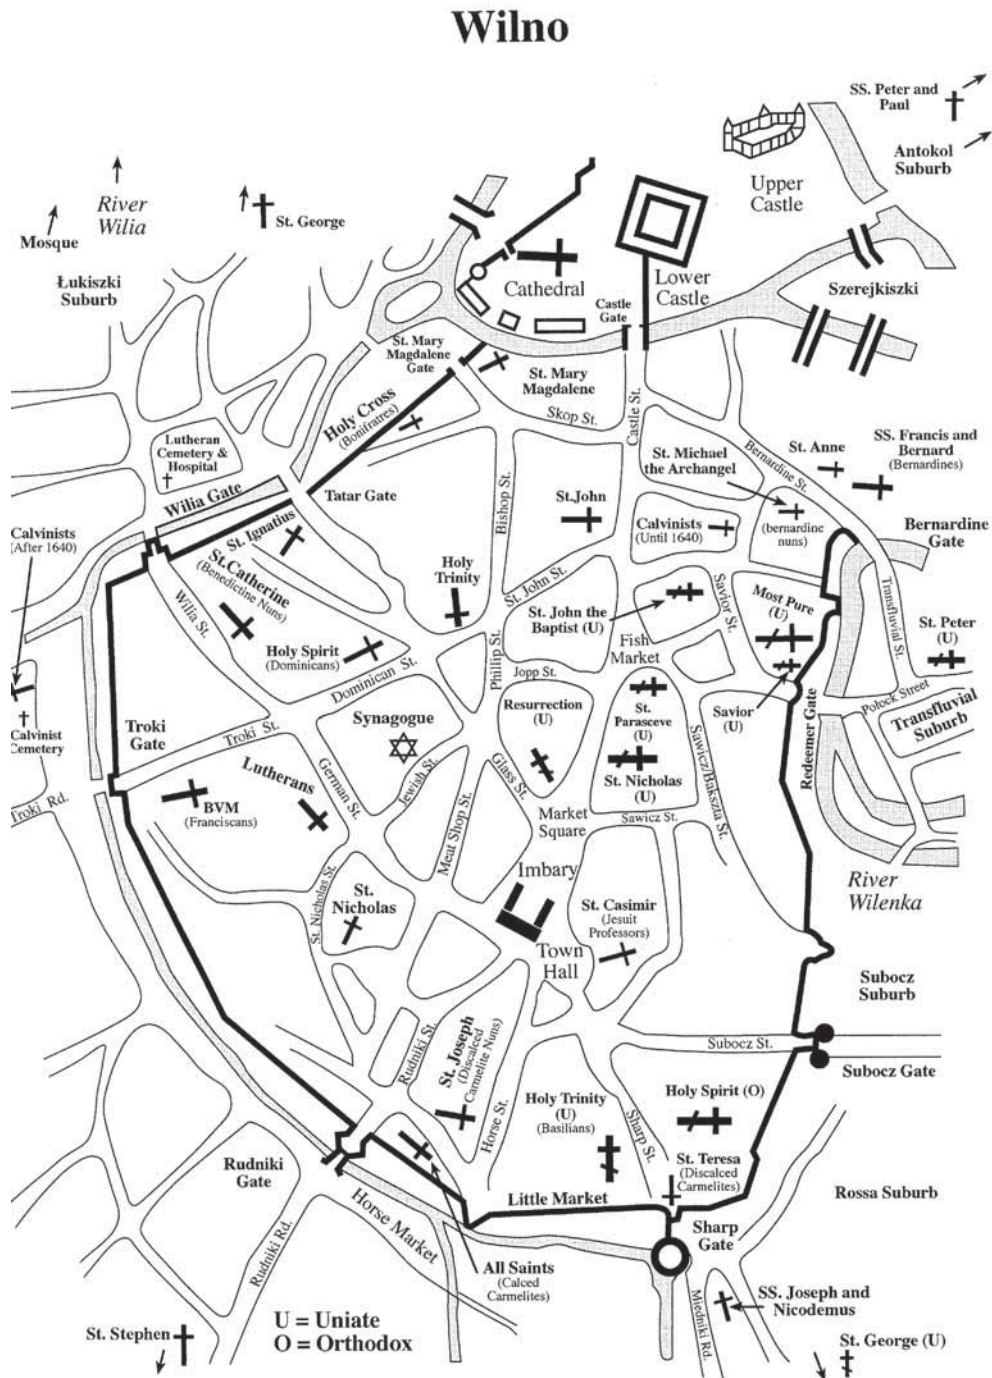 Wilno
SS. Peter and
Paul
Antokol
Suburb
Upper
Castle
River
Wilia
Mosque
St. George
Łukiszki
Suburb
Cathedral
Lower
Castle
Castle
Gate
Szerejkiszki
St. Mary
Magdalene
Gate
St. Mary
Magdalene
Holy Cross
(Bonifratres)
Skop St.
Castle St.
Lutheran
Cemetery &
Hospital
St. Michael
the Archangel
Bernardine St.
St. Anne
SS. Francis and
Bernard
(Bernardines)
Wilia Gate
Tatar Gate
Bishop St.
St.John
Calvinists
(After 1640)
St. Ignatius
Calvinists
(Until 1640)
(bernardine
nuns)
Bernardine
Gate
St.Catherine
(Benedictine Nuns)
Holy
Trinity
St. John St.
Wilia St.
St. John the
Baptist (U)
Savior St.
Most Pure
(U)
Transfluvial St.
St. Peter
(U)
Holy Spirit
(Dominicans)
Phillip St.
Fish
Market
Dominican St.
Jopp St.
Połock Street
Troki
Gate
Troki St.
Synagogue
Resurrection
(U)
St.
Parasceve
(U)
Savior
(U)
Redeemer Gate
Transfluvial
Suburb
Calvinist
Cemetery
German St.
Jewish St.
Glass St.
St. Nicholas
(U)
Sawicz/Bakszta St.
Lutherans
BVM
(Franciscans)
Troki Rd.
Meat Shop St.
Market
Square
Sawicz St.
Imbary
River
Wilenka
St. Nicholas St.
St.
Nicholas
St. Casimir
(Jesuit
Professors)
Town
Hall
Subocz
Suburb
Rudniki St.
St. Joseph
(Discalced
Carmelite Nuns)
Subocz St.
Subocz Gate
Horse St.
Holy Trinity
(U)
(Basilians)
Sharp St.
Holy Spirit (O)
St. Teresa
(Discalced
Carmelites)
Rudniki
Gate
Little Market
Rossa Suburb
Horse Market
Sharp
Gate
Rudniki Rd.
All Saints
(Calced
Carmelites)
Miedniki Rd.
SS. Joseph and
Nicodemus
U = Uniate
O = Orthodox
St. Stephen
St. George (U)